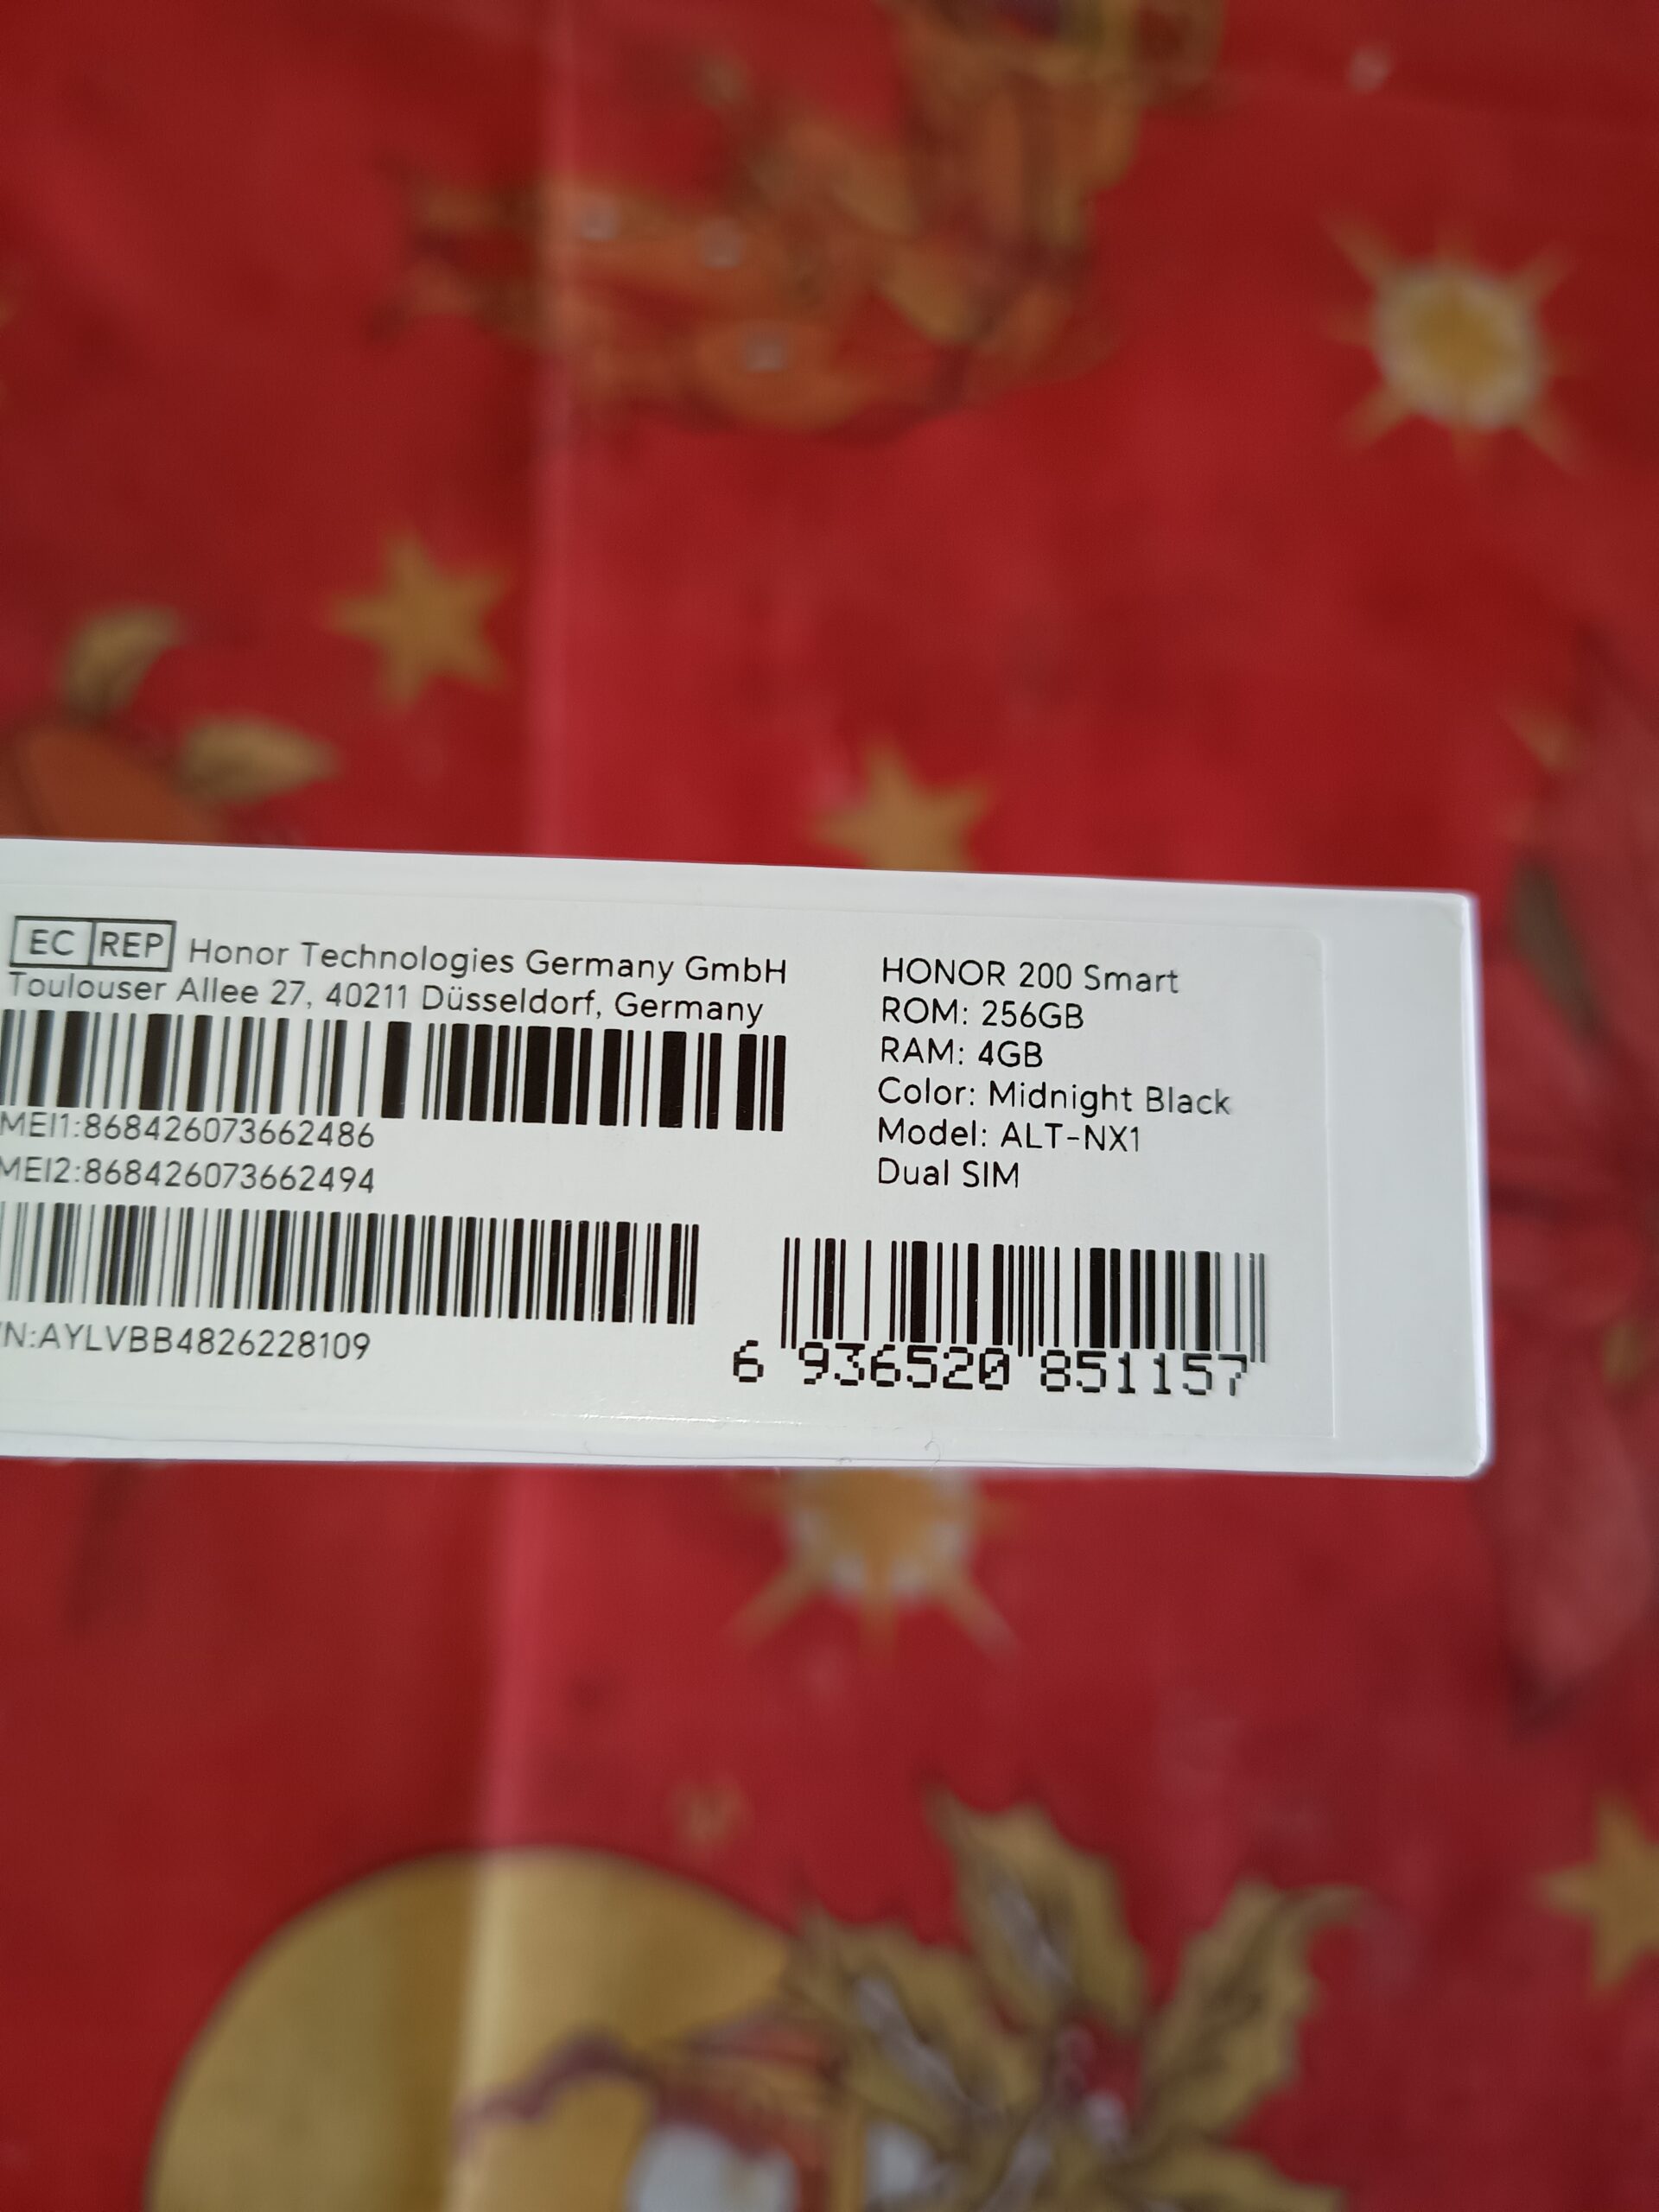 EC REP Honor Technologies Germany GmbH
Toulouser Allee 27, 40211 Düsseldorf, Germany
MEI1:868426073662486
MEI2:868426073662494
N:AYLVBB4826228109
HONOR 200 Smart
ROM: 256GB
RAM: 4GB
Color: Midnight Black
Model: ALT-NX1
Dual SIM
6 936520 851157